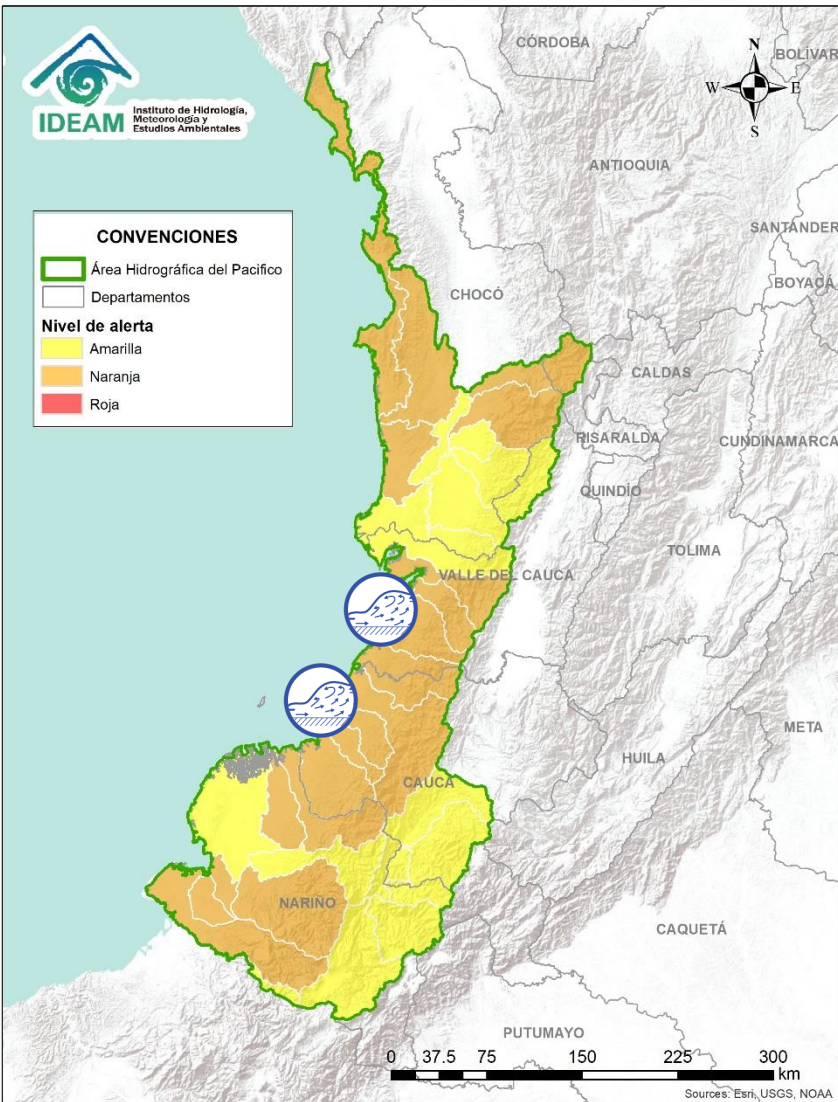 IDEAM
Instituto de Hidrología,
Meteorología y
Estudios Ambientales
CÓRDOBA
BOLÍVAR
N
W
E
S
ANTIOQUIA
SANTANDER
BOYACÁ
CONVENCIONES
Área Hidrográfica del Pacifico
Departamentos
Nivel de alerta
Amarilla
Naranja
Roja
CHOCÓ
CALDAS
RISARALDA
CUNDINAMARCA
QUINDÍO
TOLIMA
VALLE DEL CAUCA
META
HUILA
CAUCA
NARIÑO
CAQUETÁ
PUTUMAYO
0 37.5 75 150 225 300
km
Sources: Esri, USGS, NOAA